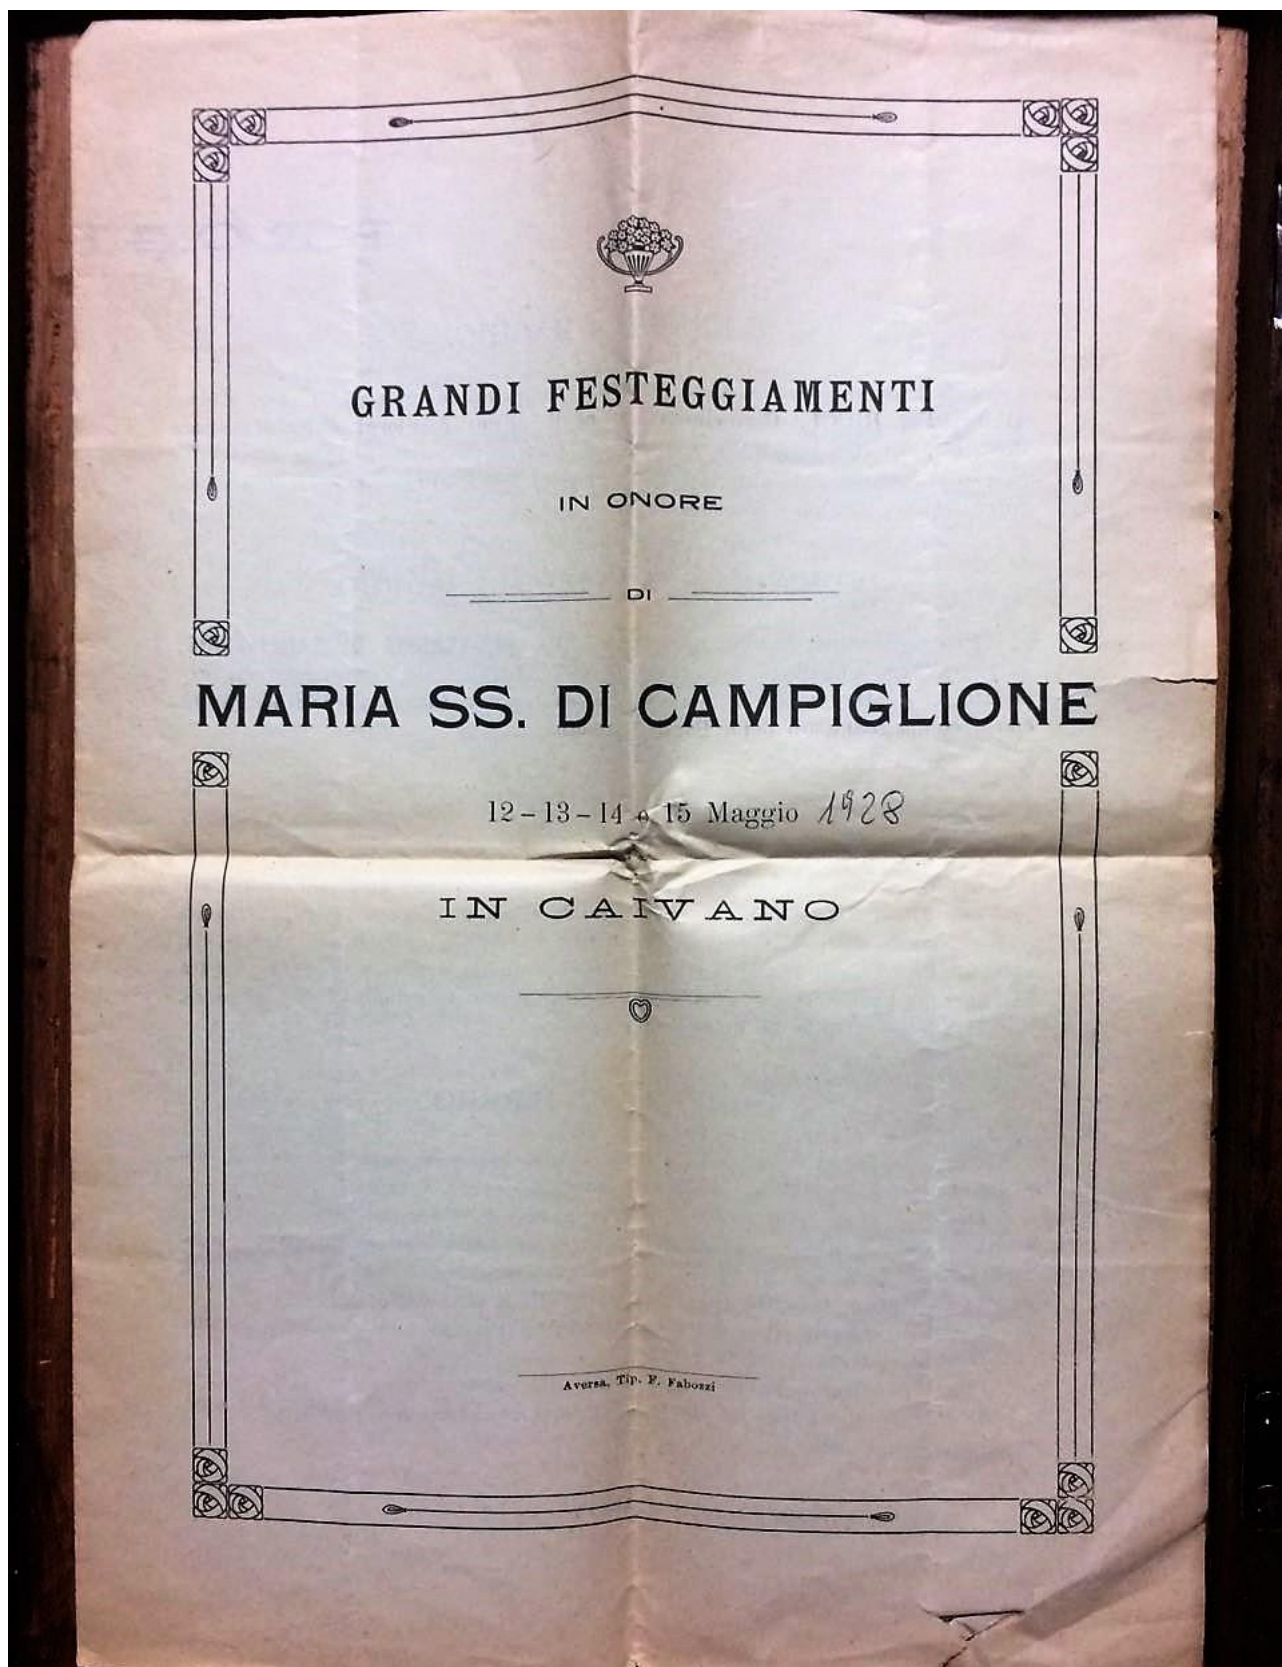 GRANDI FESTEGGIAMENTI
IN ONORE
DI
MARIA SS. DI CAMPIGLIONE
12-13-14 e 15 Maggio 1928
IN CAIVANO
Aversa, Tip. F. Fabozzi